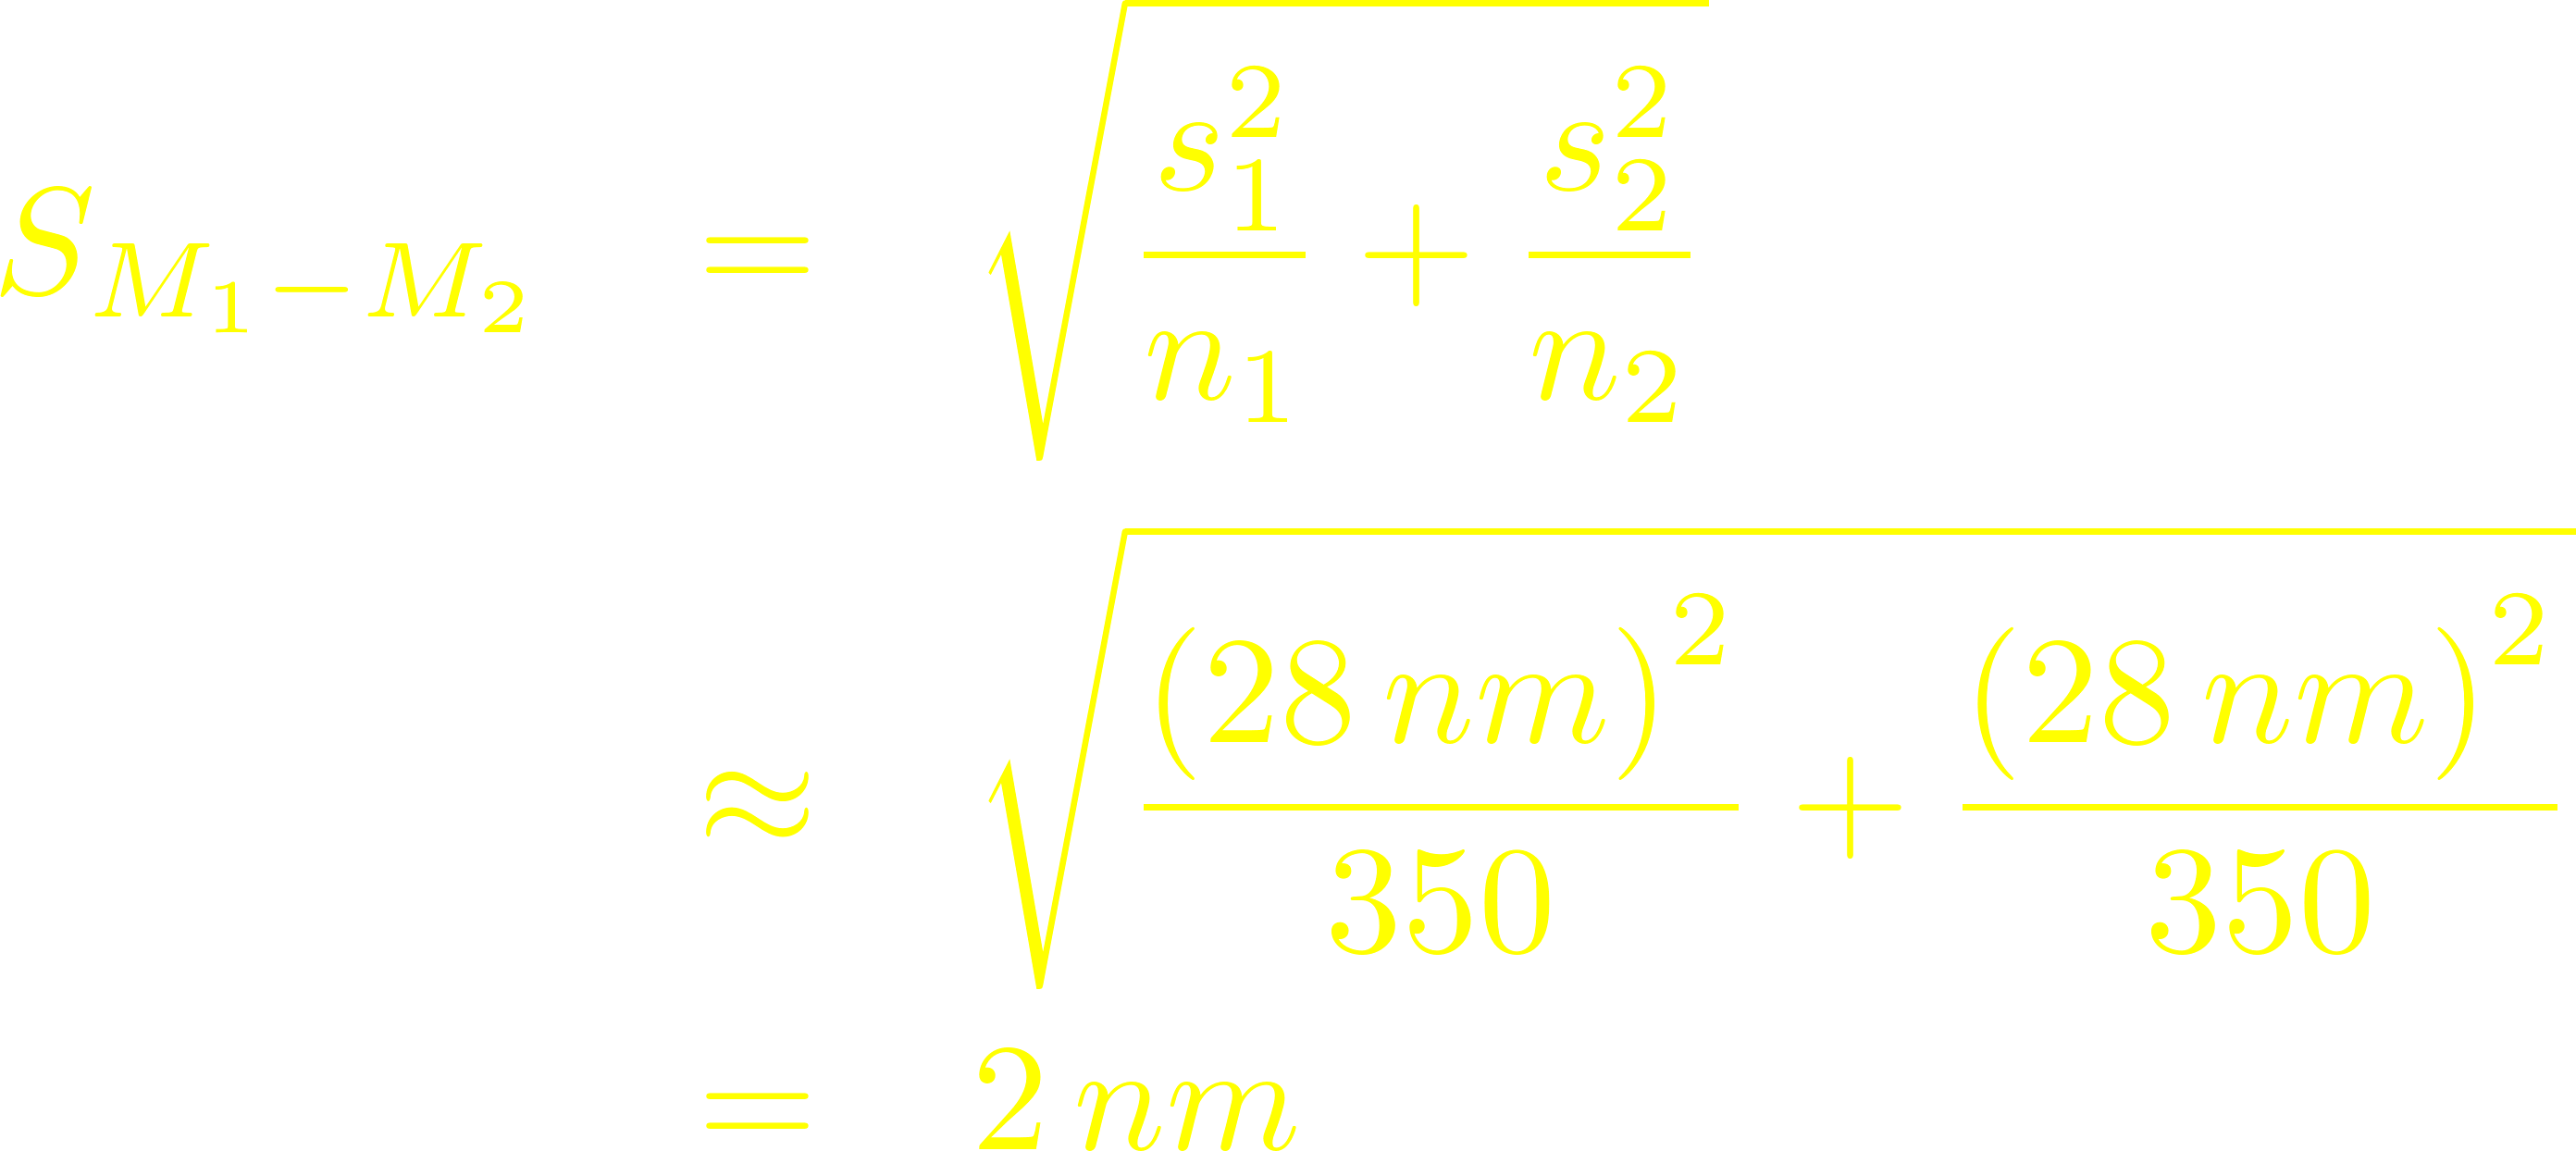 S_{M_1-M_2} = \sqrt{\frac{s_1^2}{n_1} + \frac{s_2^2}{n_2}}
\approx \sqrt{\frac{(28\,nm)^2}{350} + \frac{(28\,nm)^2}{350}}
= 2\,nm